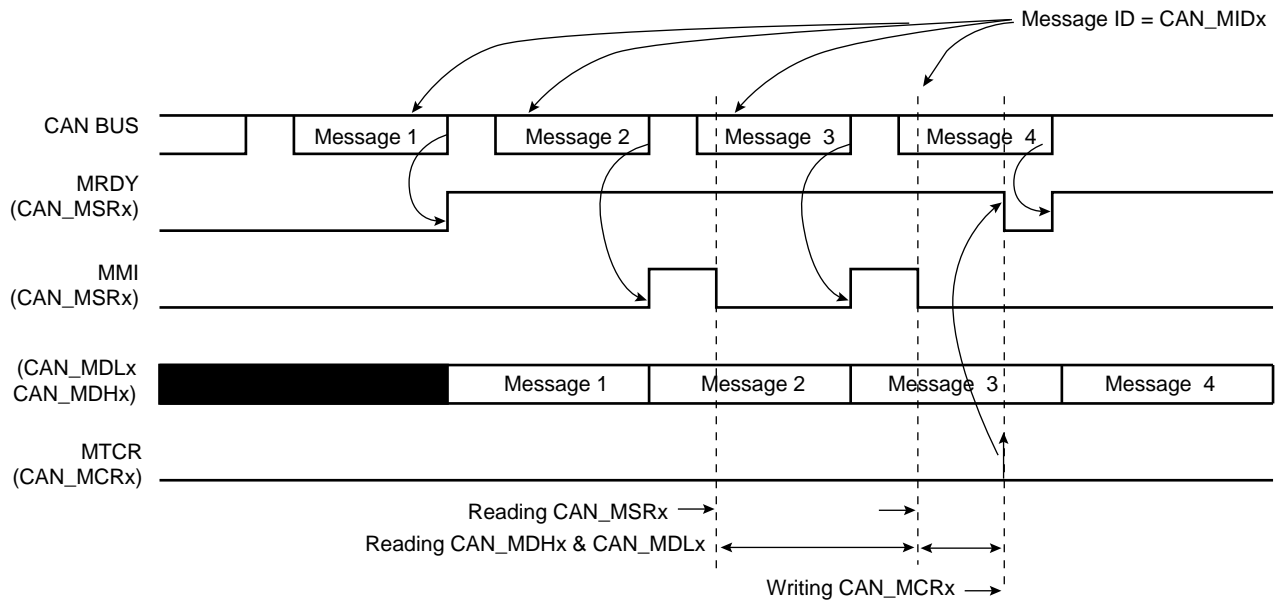 Message ID = CAN_MIDx
CAN BUS
Message 1
Message 2
Message 3
Message 4
MRDY
(CAN_MSRx)
MMI
(CAN_MSRx)
(CAN_MDLx
CAN_MDHx)
Message 1
Message 2
Message 3
Message 4
MTCR
(CAN_MCRx)
Reading CAN_MSRx
Reading CAN_MDHx & CAN_MDLx
Writing CAN_MCRx